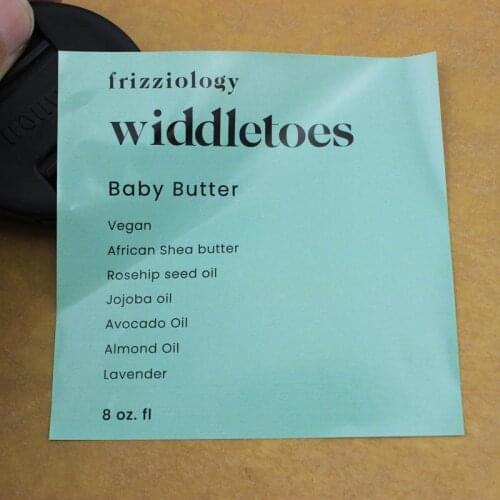 frizziology
widdletoes
Baby Butter
Vegan
African Shea butter
Rosehip seed oil
Jojoba oil
Avocado Oil
Almond Oil
Lavender
8 oz. fl